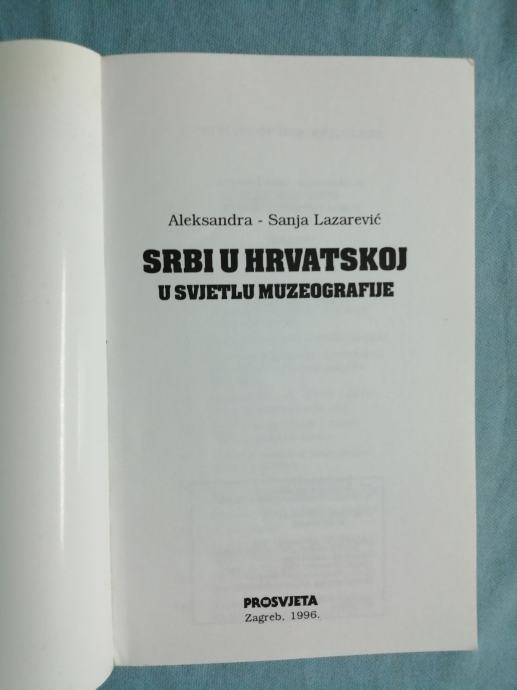 Aleksandra - Sanja Lazarević
SRBI U HRVATSKOJ
U SVJETLU MUZEOGRAFIJE
PROSVJETA
Zagreb, 1996.